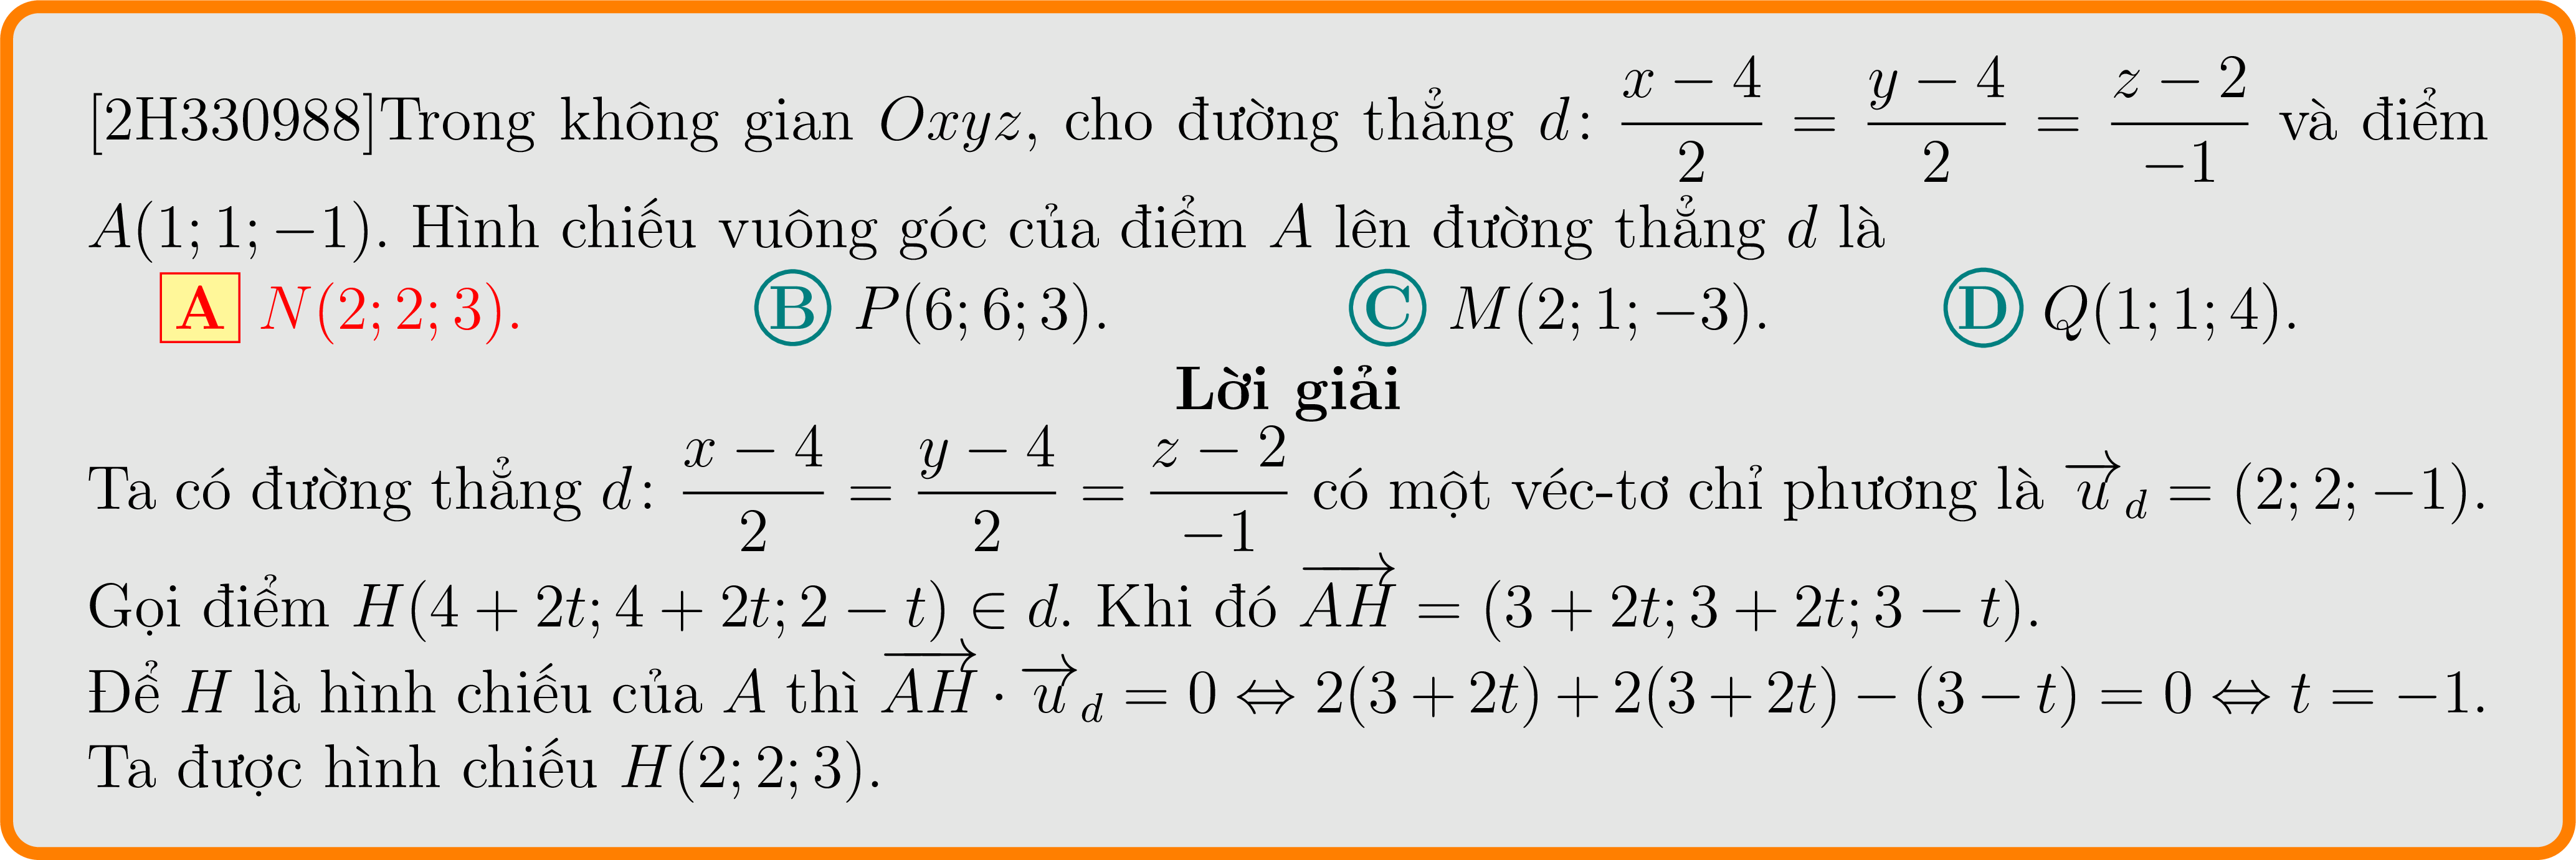 [2H330988]Trong không gian Oxyz, cho đường thẳng d: \frac{x − 4}{2} = \frac{y − 4}{2} = \frac{z − 2}{−1} và điểm
A(1; 1; −1). Hình chiếu vuông góc của điểm A lên đường thẳng d là
A N(2; 2; 3). B P(6; 6; 3). C M(2; 1; −3). D Q(1; 1; 4).
Lời giải
Ta có đường thẳng d: \frac{x − 4}{2} = \frac{y − 4}{2} = \frac{z − 2}{−1} có một véc-tơ chỉ phương là \overrightarrow{u}_d = (2; 2; −1).
Gọi điểm H(4 + 2t; 4 + 2t; 2 − t) ∈ d. Khi đó \overrightarrow{AH} = (3 + 2t; 3 + 2t; 3 − t).
Để H là hình chiếu của A thì \overrightarrow{AH} · \overrightarrow{u}_d = 0 ⇔ 2(3 + 2t) + 2(3 + 2t) − (3 − t) = 0 ⇔ t = −1.
Ta được hình chiếu H(2; 2; 3).